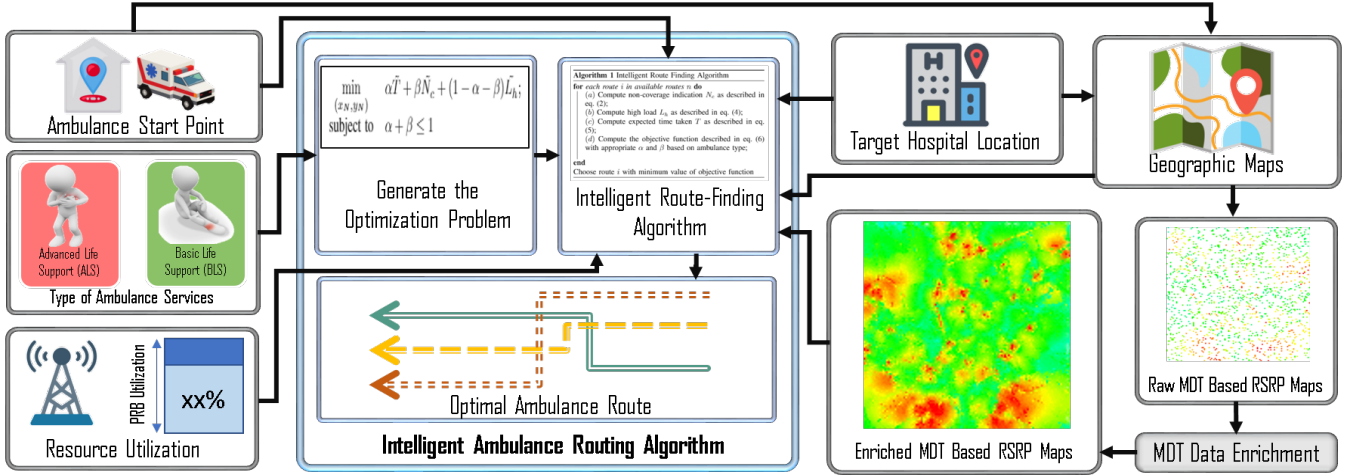 Ambulance Start Point
Advanced Life
Support (ALS)
Basic Life
Support (BLS)
Type of Ambulance Services
PRB Utilization
xx%
Resource Utilization
min αT̃ + βÑ_c + (1-α-β)L̃_h;
(x_N,y_N)
subject to α + β ≤ 1
Generate the
Optimization Problem
Algorithm 1 Intelligent Route Finding Algorithm
for each route i in available routes n do
(a) Compute non-coverage indication N_c as described in
eq. (2);
(b) Compute high load L_h as described in eq. (4);
(c) Compute expected time taken T as described in eq.
(5);
(d) Compute the objective function described in eq. (6)
with appropriate α and β based on ambulance type;
end
Choose route i with minimum value of objective function
Intelligent Route-Finding
Algorithm
Optimal Ambulance Route
Intelligent Ambulance Routing Algorithm
Target Hospital Location
Geographic Maps
Raw MDT Based RSRP Maps
MDT Data Enrichment
Enriched MDT Based RSRP Maps